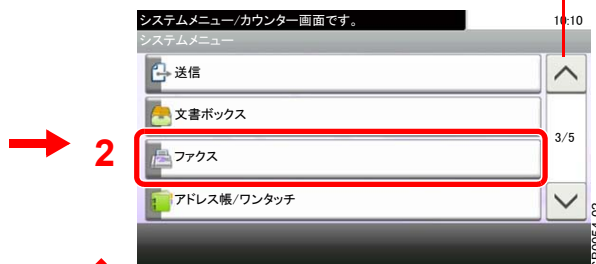 システムメニュー/カウンター画面です。
10:10
システムメニュー
送信
文書ボックス
3/5
2
ファクス
アドレス帳/ワンタッチ